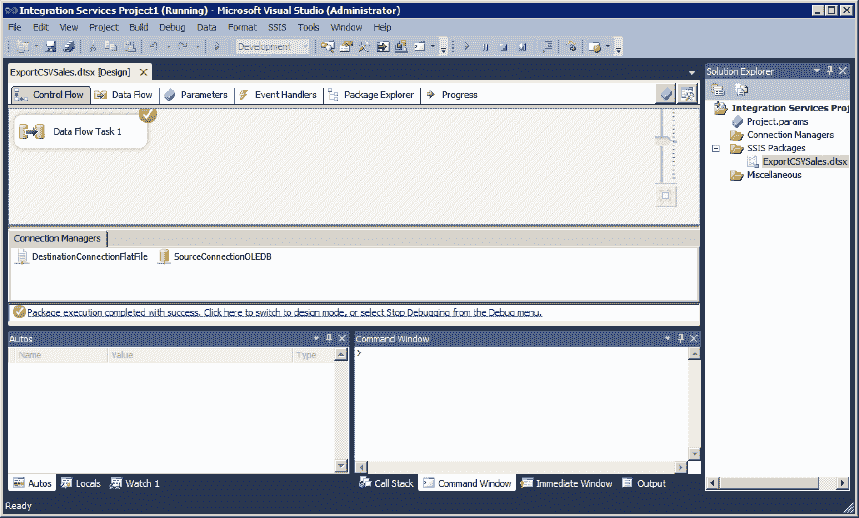 Integration Services Project1 (Running) - Microsoft Visual Studio (Administrator)
File Edit View Project Build Debug Data Format SSIS Tools Window Help
Development
ExportCSVSales.dtsx [Design]
Control Flow Data Flow Parameters Event Handlers Package Explorer Progress
Data Flow Task 1
Connection Managers
DestinationConnectionFlatFile SourceConnectionOLEDB
Package execution completed with success. Click here to switch to design mode, or select Stop Debugging from the Debug menu.
Autos
Name Value Type
Autos Locals Watch 1
Command Window
>
Call Stack Command Window Immediate Window Output
Solution Explorer
Integration Services Proj
Project.params
Connection Managers
SSIS Packages
ExportCSVSales.dtsx
Miscellaneous
Ready